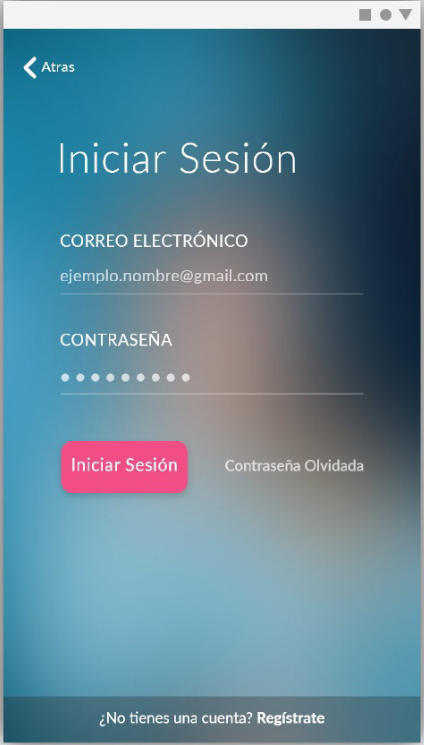 Atras
Iniciar Sesión
CORREO ELECTRÓNICO
ejemplo.nombre@gmail.com
CONTRASEÑA
Iniciar Sesión
Contraseña Olvidada
¿No tienes una cuenta? Regístrate